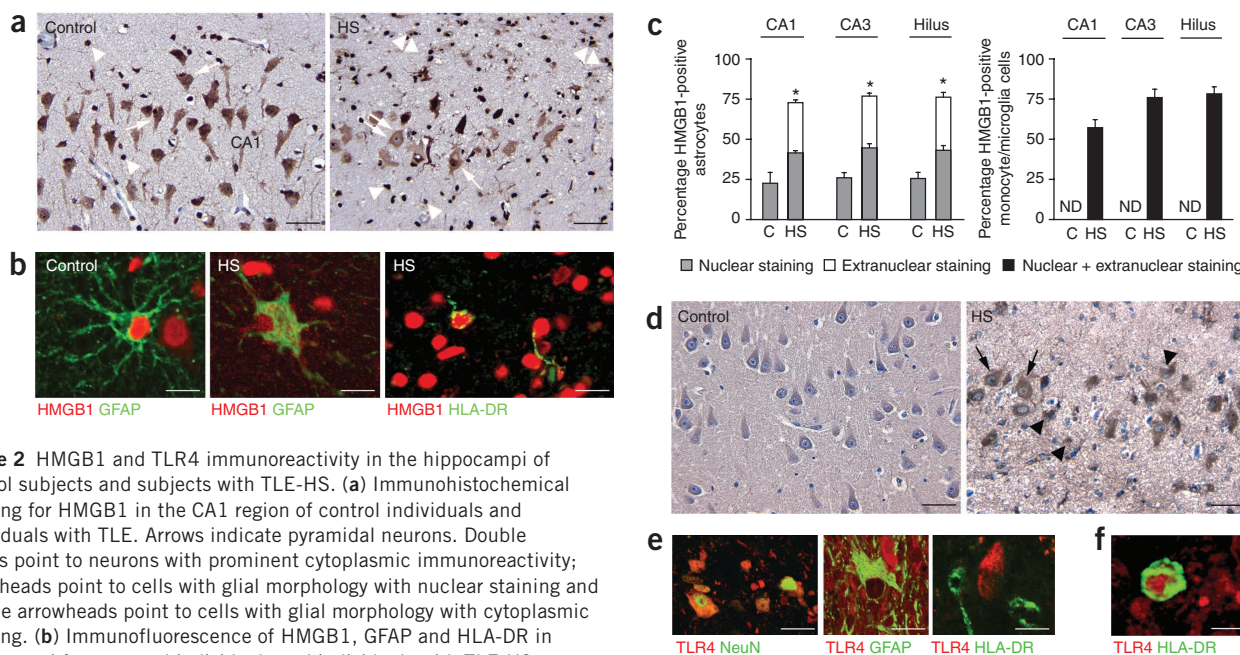 a
Control
HS
CA1
b
Control
HS
HS
HMGB1 GFAP
HMGB1 GFAP
HMGB1 HLA-DR
2 HMGB1 and TLR4 immunoreactivity in the hippocampi of
subjects and subjects with TLE-HS. (a) Immunohistochemical
for HMGB1 in the CA1 region of control individuals and
with TLE. Arrows indicate pyramidal neurons. Double
point to neurons with prominent cytoplasmic immunoreactivity;
point to cells with glial morphology with nuclear staining and
arrowheads point to cells with glial morphology with cytoplasmic
(b) Immunofluorescence of HMGB1, GFAP and HLA-DR in
c
CA1 CA3 Hilus
Percentage HMGB1-positive
astrocytes
100
75
50
25
0
* * *
C HS C HS C HS
CA1 CA3 Hilus
Percentage HMGB1-positive
monocyte/microglia cells
100
75
50
25
0
ND ND ND
C HS C HS C HS
Nuclear staining Extranuclear staining Nuclear + extranuclear staining
d
Control
HS
e
TLR4 NeuN
TLR4 GFAP
TLR4 HLA-DR
f
TLR4 HLA-DR